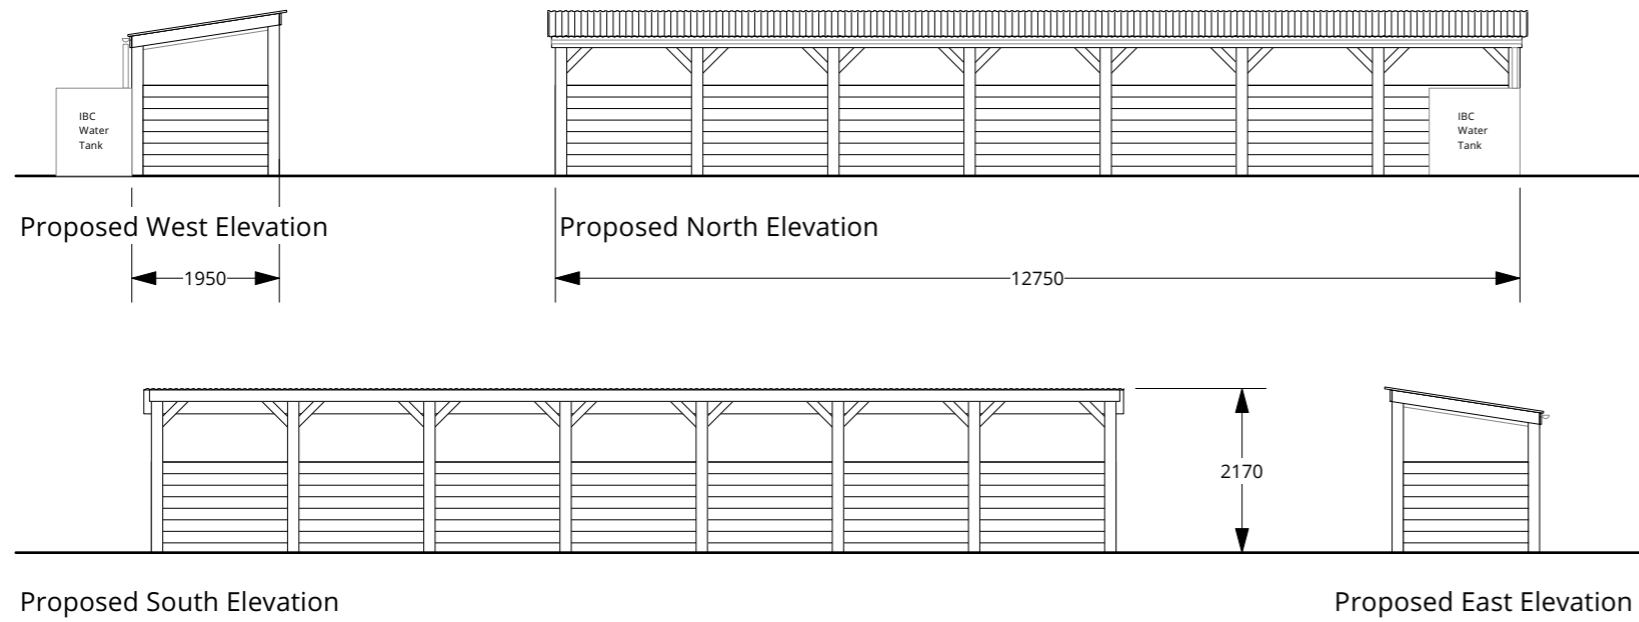 IBC
Water
Tank
IBC
Water
Tank
Proposed West Elevation
Proposed North Elevation
1950
12750
2170
Proposed South Elevation
Proposed East Elevation